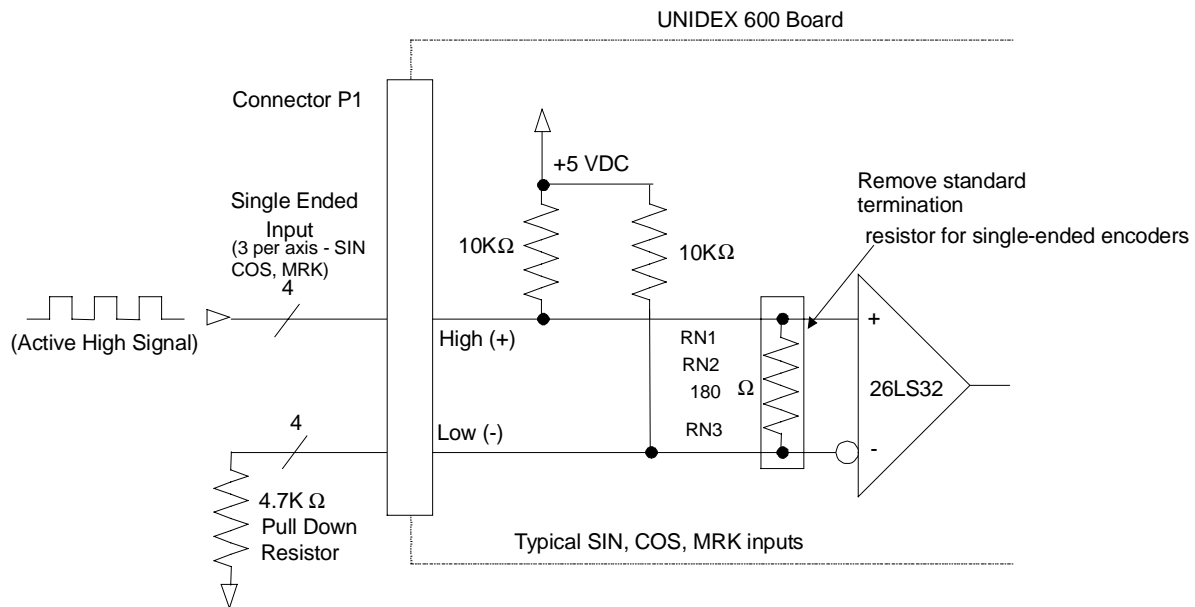 UNIDEX 600 Board
Connector P1
+5 VDC
Single Ended
Input
(3 per axis - SIN
COS, MRK)
4
(Active High Signal)
10KΩ
10KΩ
Remove standard
termination
resistor for single-ended encoders
High (+)
RN1
RN2
180 Ω
RN3
+
-
26LS32
4
Low (-)
4.7K Ω
Pull Down
Resistor
Typical SIN, COS, MRK inputs